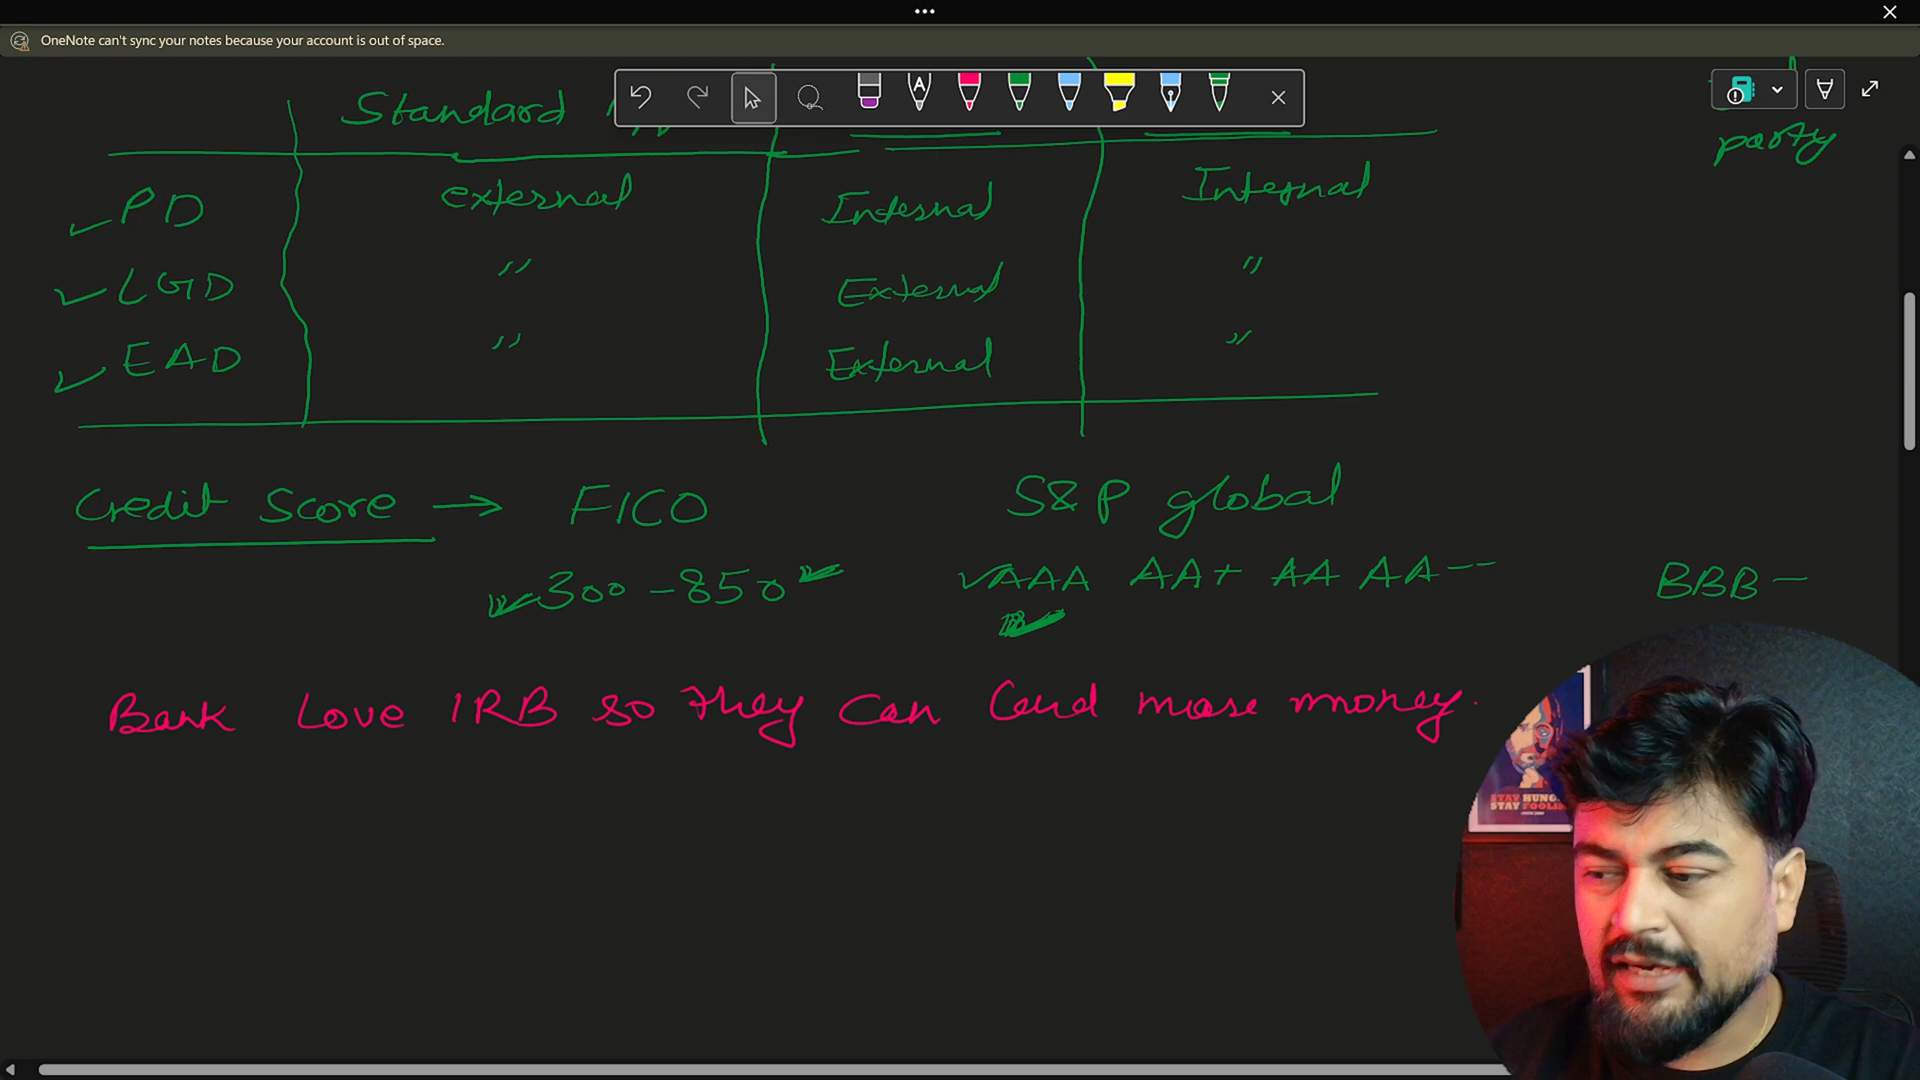 OneNote can't sync your notes because your account is out of space.
Standard
party
PD external Internal Internal
LGD " External "
EAD " External "
Credit Score → FICO S&P global
300 - 850 AAA AA+ AA AA-- BBB-
Bank Love IRB so they can lend more money.
STAY HUNG
STAY FOOLIS